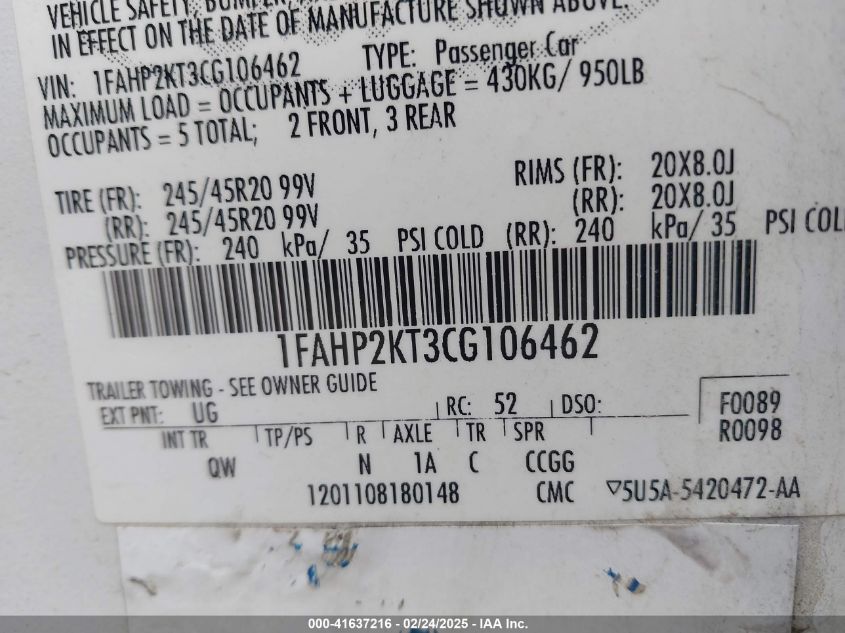 VEHICLE SAFETY, BUMPER,
IN EFFECT ON THE DATE OF MANUFACTURE SHOWN ABOVE.
VIN: 1FAHP2KT3CG106462 TYPE: Passenger Car
MAXIMUM LOAD = OCCUPANTS + LUGGAGE = 430KG/ 950LB
OCCUPANTS = 5 TOTAL; 2 FRONT, 3 REAR
TIRE (FR): 245/45R20 99V RIMS (FR): 20X8.0J
(RR): 245/45R20 99V (RR): 20X8.0J
PRESSURE (FR): 240 kPa/ 35 PSI COLD (RR): 240 kPa/ 35 PSI COL
1FAHP2KT3CG106462
TRAILER TOWING - SEE OWNER GUIDE
EXT PNT: UG RC: 52 DSO: F0089
INT TR TP/PS R AXLE TR SPR R0098
QW N 1A C CCGG
1201108180148 CMC ▽5U5A-5420472-AA
000-41637216 - 02/24/2025 - IAA Inc.